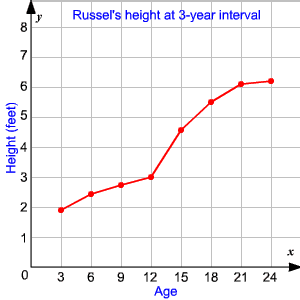 y
Russel's height at 3-year interval
8
7
6
5
4
3
2
1
0
Height (feet)
3 6 9 12 15 18 21 24
x
Age